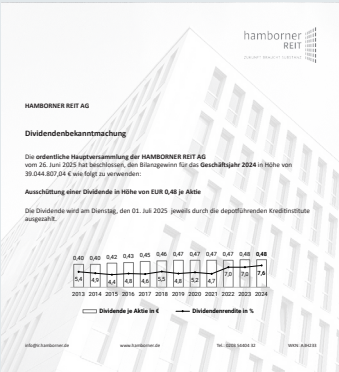 hamborner
REIT
HAMBORNER REIT AG
Dividendenbekanntmachung
Die ordentliche Hauptversammlung der HAMBORNER REIT AG
vom 26. Juni 2025 hat beschlossen, den Bilanzgewinn für das Geschäftsjahr 2024 in Höhe von
39.044.807,04 € wie folgt zu verwenden:
Ausschüttung einer Dividende in Höhe von EUR 0,48 je Aktie
Die Dividende wird am Dienstag, den 01. Juli 2025 jeweils durch die depotführenden Kreditinstitute
ausgezahlt.
0,40 0,40 0,42 0,43 0,45 0,46 0,47 0,47 0,47 0,47 0,48 0,48
5,4 4,9 4,4 4,8 4,6 5,5 4,8 5,2 4,7 7,0 7,0 7,6
2013 2014 2015 2016 2017 2018 2019 2020 2021 2022 2023 2024
Dividende je Aktie in € Dividendenrendite in %
info@ir.hamborner.de www.hamborner.de Tel.: 0203 54404 32 WKN: A3H233